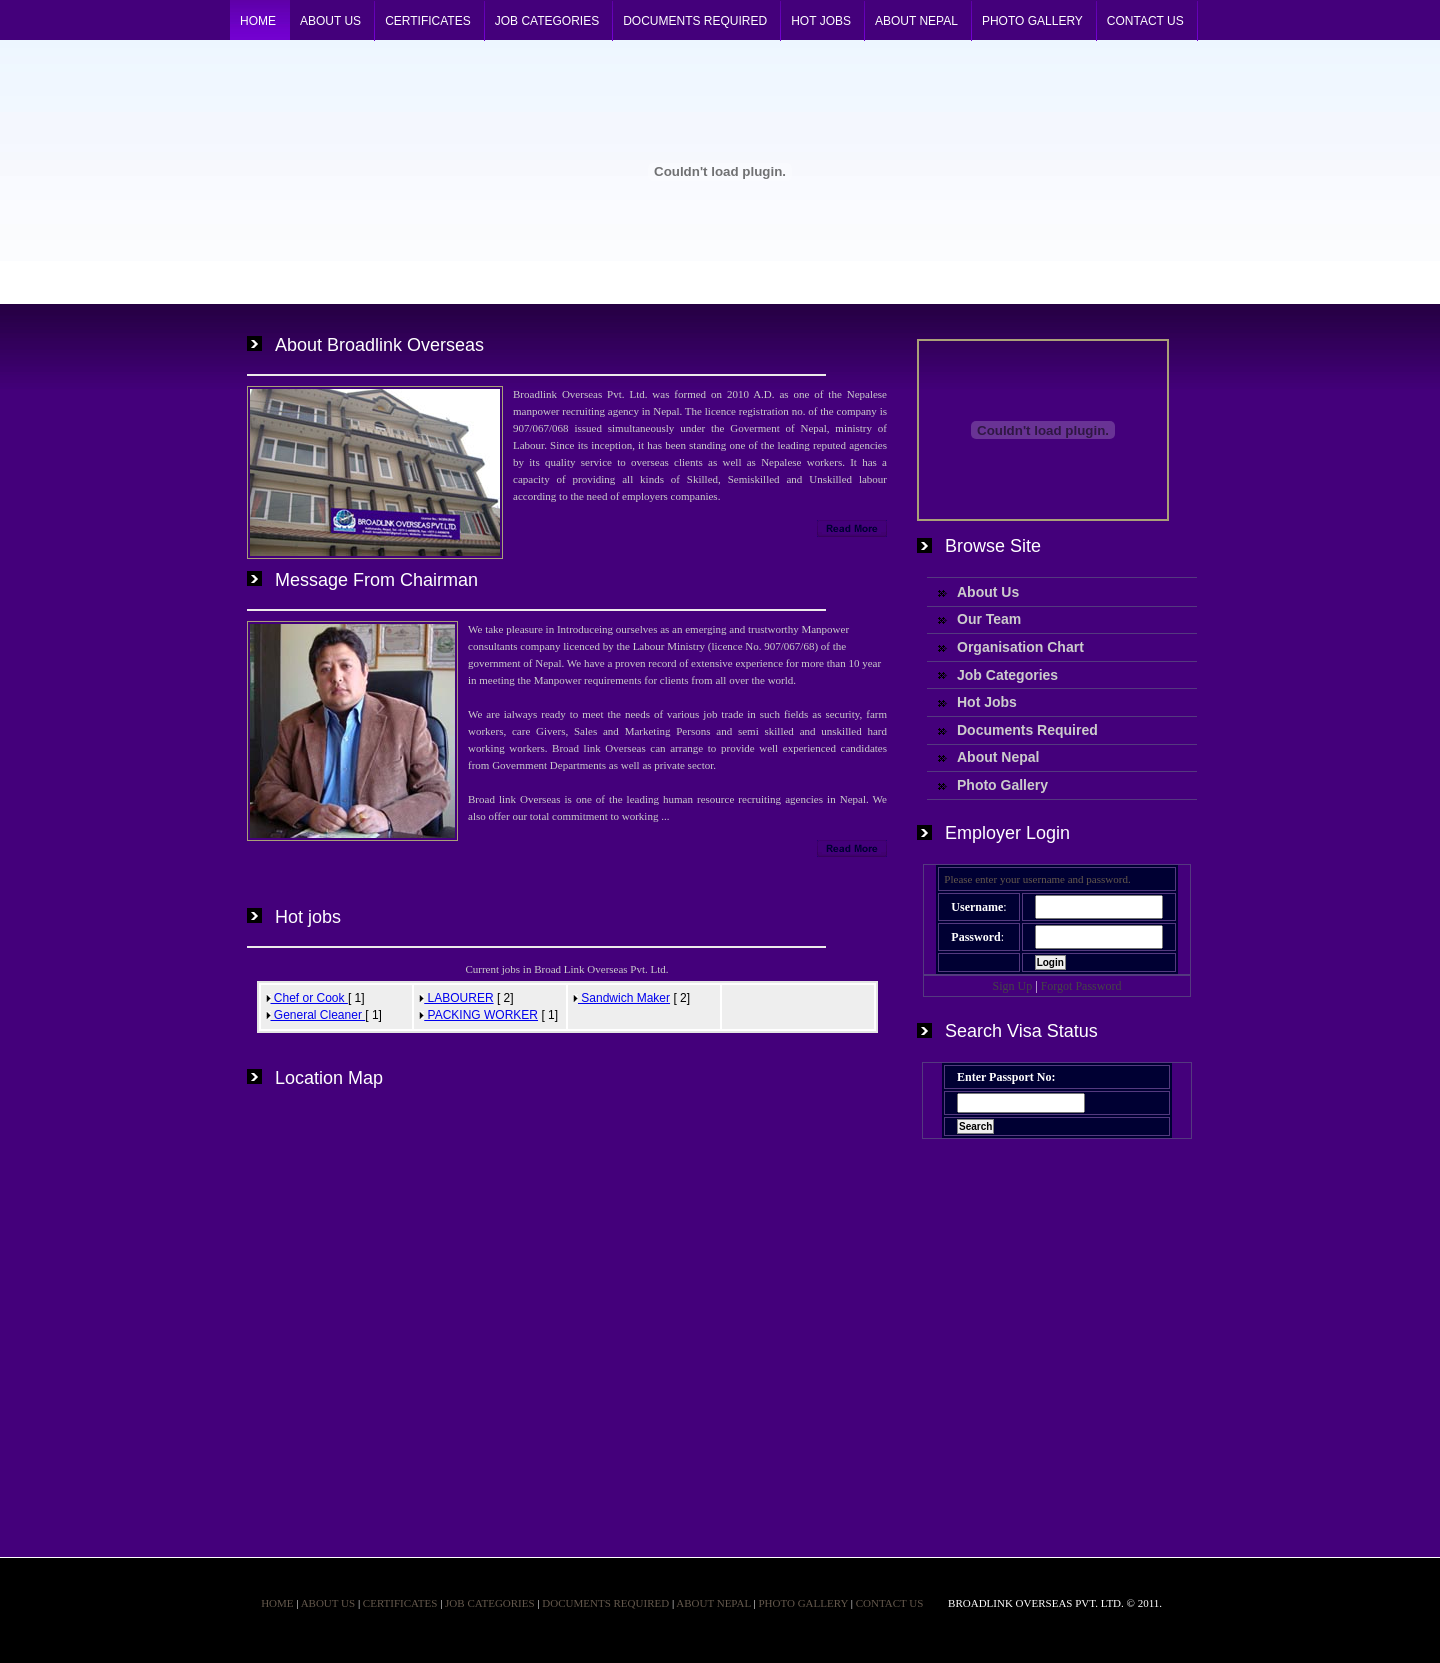 HOME ABOUT US CERTIFICATES JOB CATEGORIES DOCUMENTS REQUIRED HOT JOBS ABOUT NEPAL PHOTO GALLERY CONTACT US
Couldn't load plugin.
About Broadlink Overseas
BROADLINK OVERSEAS PVT. LTD.
Broadlink Overseas Pvt. Ltd. was formed on 2010 A.D. as one of the Nepalese
manpower recruiting agency in Nepal. The licence registration no. of the company is
907/067/068 issued simultaneously under the Goverment of Nepal, ministry of
Labour. Since its inception, it has been standing one of the leading reputed agencies
by its quality service to overseas clients as well as Nepalese workers. It has a
capacity of providing all kinds of Skilled, Semiskilled and Unskilled labour
according to the need of employers companies.
Read More
Message From Chairman
We take pleasure in Introduceing ourselves as an emerging and trustworthy Manpower
consultants company licenced by the Labour Ministry (licence No. 907/067/68) of the
government of Nepal. We have a proven record of extensive experience for more than 10 year
in meeting the Manpower requirements for clients from all over the world.
We are ialways ready to meet the needs of various job trade in such fields as security, farm
workers, care Givers, Sales and Marketing Persons and semi skilled and unskilled hard
working workers. Broad link Overseas can arrange to provide well experienced candidates
from Government Departments as well as private sector.
Broad link Overseas is one of the leading human resource recruiting agencies in Nepal. We
also offer our total commitment to working ...
Read More
Hot jobs
Current jobs in Broad Link Overseas Pvt. Ltd.
Chef or Cook [ 1] LABOURER [ 2] Sandwich Maker [ 2]
General Cleaner [ 1] PACKING WORKER [ 1]
Location Map
Couldn't load plugin.
Browse Site
About Us
Our Team
Organisation Chart
Job Categories
Hot Jobs
Documents Required
About Nepal
Photo Gallery
Employer Login
Please enter your username and password.
Username:
Password:
Login
Sign Up | Forgot Password
Search Visa Status
Enter Passport No:
Search
HOME | ABOUT US | CERTIFICATES | JOB CATEGORIES | DOCUMENTS REQUIRED | ABOUT NEPAL | PHOTO GALLERY | CONTACT US BROADLINK OVERSEAS PVT. LTD. © 2011.